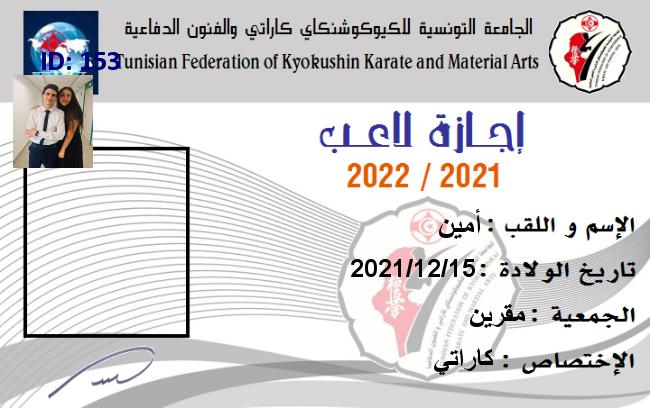 الجامعة التونسية للكيوكوشنكاي كاراتي والفنون الدفاعية
Tunisian Federation of Kyokushin Karate and Material Arts
ID: 153
إجازة لاعب
2022 / 2021
الإسم و اللقب : أمين
تاريخ الولادة : 2021/12/15
الجمعية : مقرين
الإختصاص : كاراتي